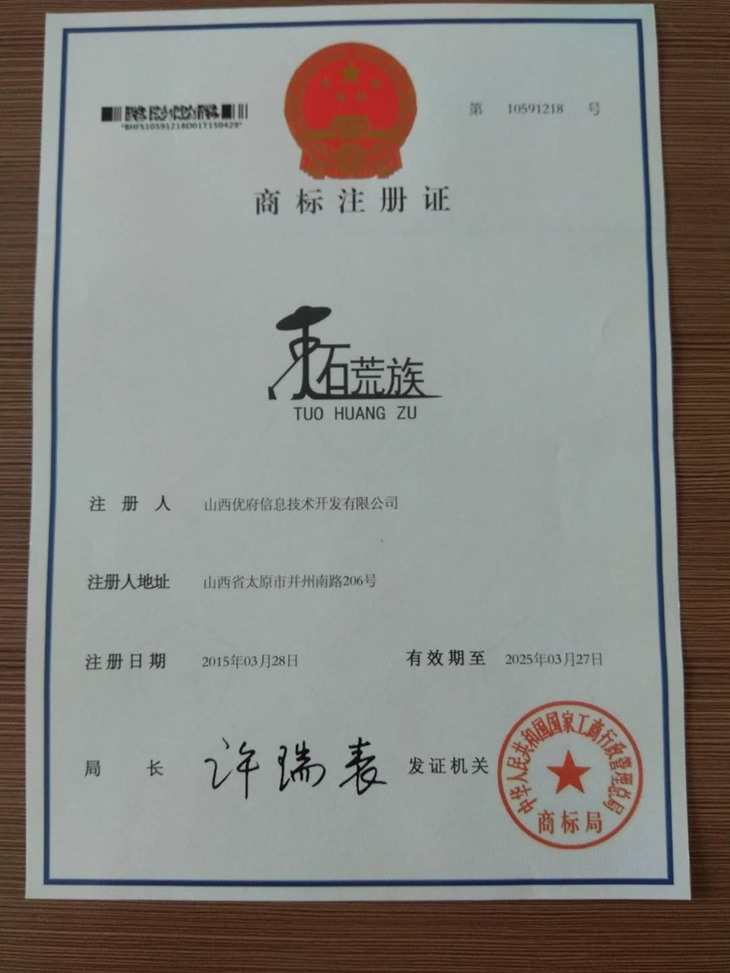 第 10591218 号
*BHFS10591218D01T150429*
商标注册证
石荒族
TUO HUANG ZU
注册人 山西优府信息技术开发有限公司
注册人地址 山西省太原市并州南路206号
注册日期 2015年03月28日 有效期至 2025年03月27日
局长 许瑞表 发证机关
中华人民共和国国家工商行政管理总局
商标局